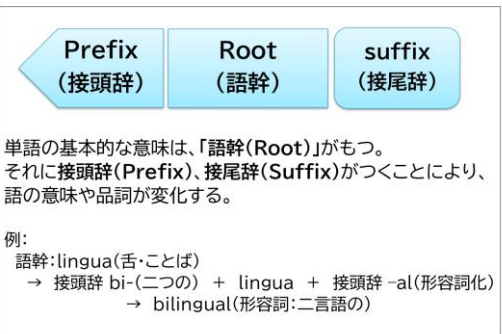 Prefix
（接頭辞）
Root
（語幹）
suffix
（接尾辞）
単語の基本的な意味は、「語幹（Root）」がもつ。
それに接頭辞（Prefix）、接尾辞（Suffix）がつくことにより、
語の意味や品詞が変化する。
例：
語幹：lingua（舌・ことば）
→ 接頭辞 bi-（二つの） + lingua + 接頭辞 –al（形容詞化）
→ bilingual（形容詞：二言語の）